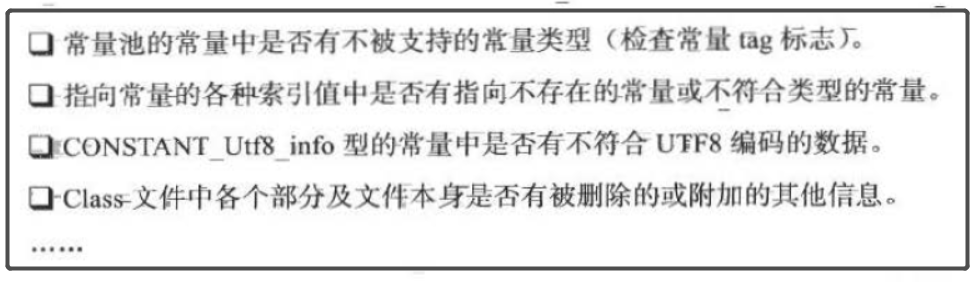 ❑ 常量池的常量中是否有不被支持的常量类型（检查常量 tag 标志）。
❑ 指向常量的各种索引值中是否有指向不存在的常量或不符合类型的常量。
❑ CONSTANT_Utf8_info 型的常量中是否有不符合 UTF8 编码的数据。
❑ Class 文件中各个部分及文件本身是否有被删除的或附加的其他信息。
……